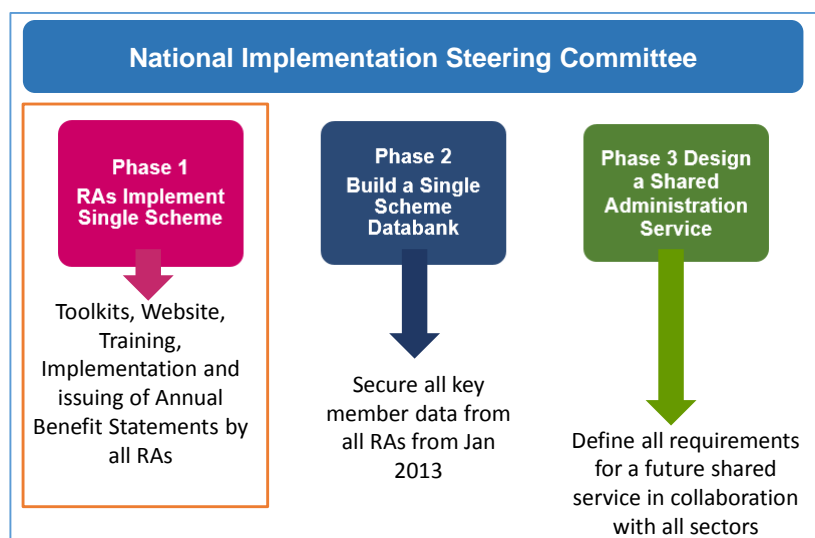 National Implementation Steering Committee
Phase 1
RAs Implement
Single Scheme
Toolkits, Website,
Training,
Implementation and
issuing of Annual
Benefit Statements by
all RAs
Phase 2
Build a Single
Scheme
Databank
Secure all key
member data from
all RAs from Jan
2013
Phase 3 Design
a Shared
Administration
Service
Define all requirements
for a future shared
service in collaboration
with all sectors